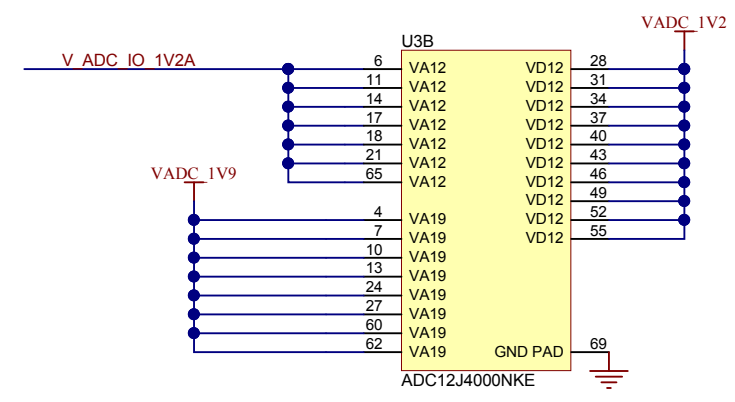 VADC_1V2
U3B
V_ADC_IO_1V2A 6 VA12 VD12 28
11 VA12 VD12 31
14 VA12 VD12 34
17 VA12 VD12 37
18 VA12 VD12 40
21 VA12 VD12 43
VADC_1V9 65 VA12 VD12 46
VD12 49
4 VA19 VD12 52
7 VA19 VD12 55
10 VA19
13 VA19
24 VA19
27 VA19
60 VA19
62 VA19 GND PAD 69
ADC12J4000NKE